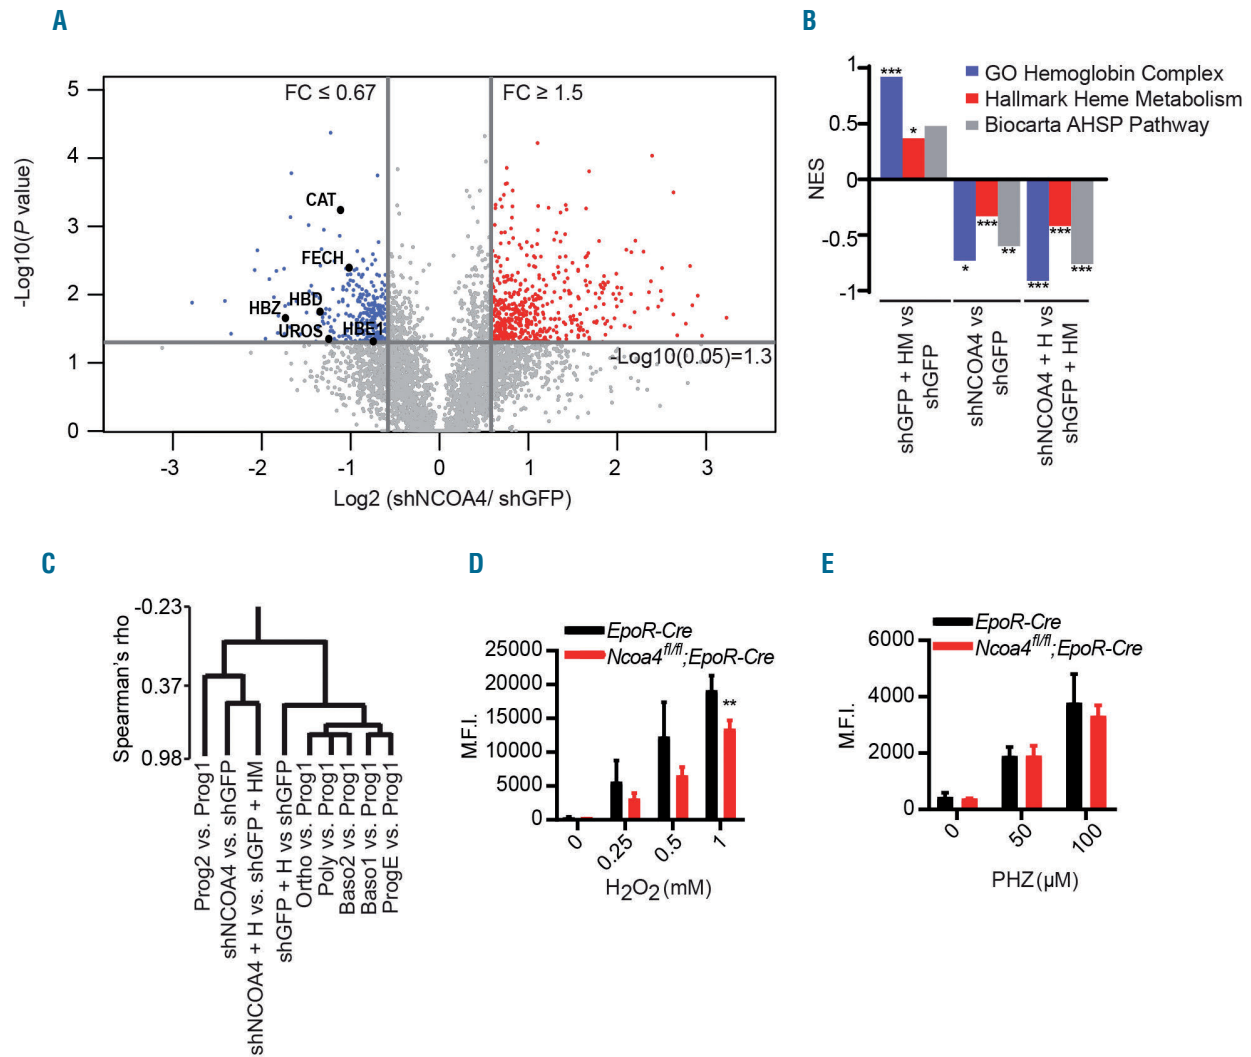 A
FC ≤ 0.67
FC ≥ 1.5
CAT
FECH
HBD
HBZ
UROS
HBE1
-Log10(0.05)=1.3
5
4
3
2
1
0
-Log10(P value)
-3
-2
-1
0
1
2
3
Log2 (shNCOA4/ shGFP)
B
GO Hemoglobin Complex
Hallmark Heme Metabolism
Biocarta AHSP Pathway
1
0.5
0
-0.5
-1
NES
***
*
*
***
**
***
***
***
shGFP + HM vs
shGFP
shNCOA4 vs
shGFP
shNCOA4 + H vs
shGFP + HM
C
-0.23
0.37
0.98
Spearman's rho
Prog2 vs. Prog1
shNCOA4 vs. shGFP
shNCOA4 + H vs. shGFP + HM
shGFP + H vs shGFP
Ortho vs. Prog1
Poly vs. Prog1
Baso2 vs. Prog1
Baso1 vs. Prog1
ProgE vs. Prog1
D
EpoR-Cre
Ncoa4fl/fl;EpoR-Cre
25000
20000
15000
10000
5000
0
M.F.I.
**
0
0.25
0.5
1
H2O2 (mM)
E
EpoR-Cre
Ncoa4fl/fl;EpoR-Cre
6000
4000
2000
0
M.F.I.
0
50
100
PHZ (µM)